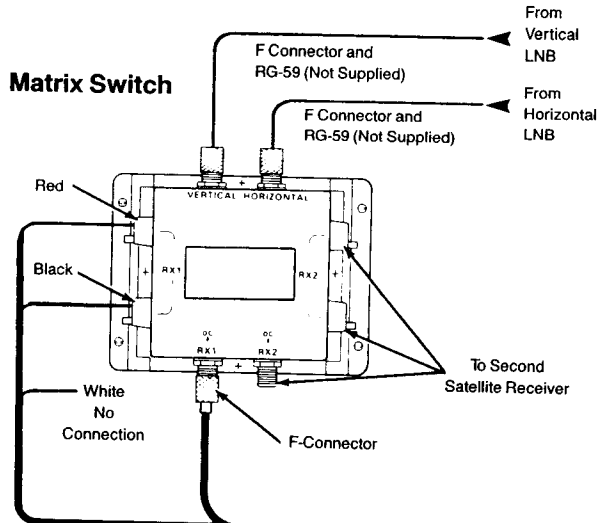 From
Vertical
LNB
F Connector and
RG-59 (Not Supplied)
Matrix Switch
From
Horizontal
LNB
F Connector and
RG-59 (Not Supplied)
Red
VERTICAL HORIZONTAL
Black
RX1
RX2
DC
DC
RX1
RX2
To Second
Satellite Receiver
White
No
Connection
F-Connector